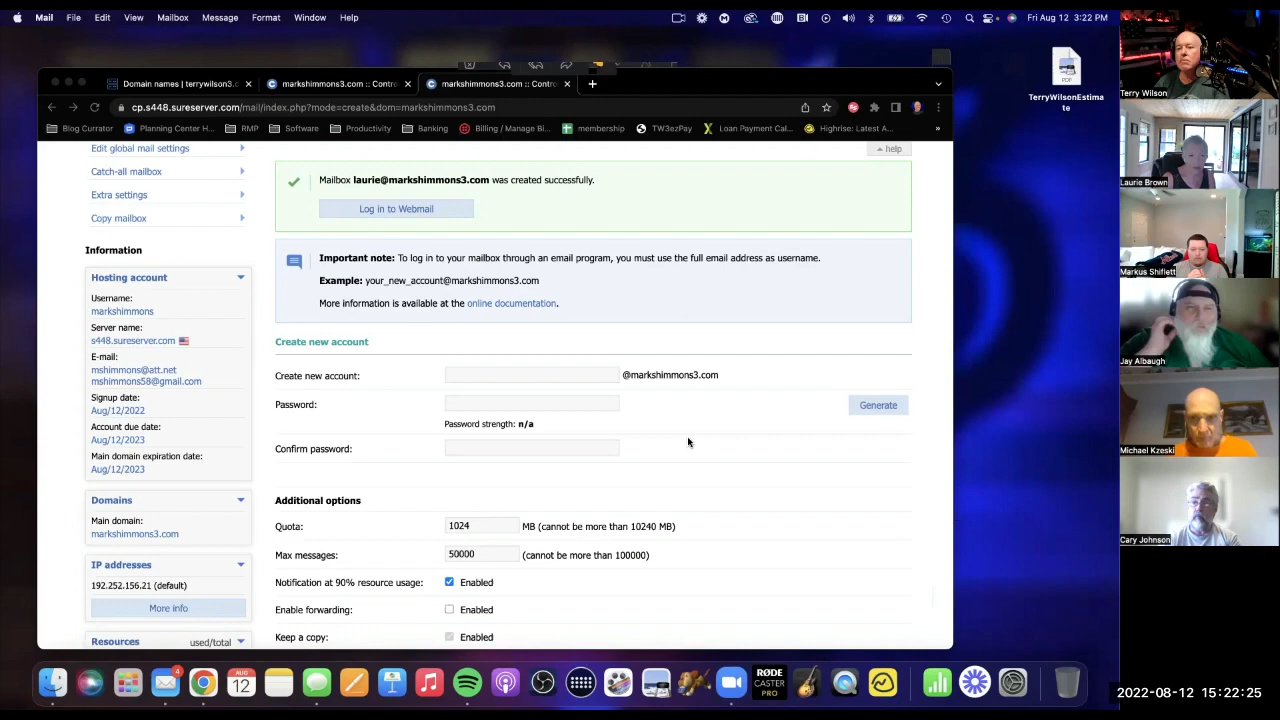 Mail File Edit View Mailbox Message Format Window Help Fri Aug 12 3:22 PM
Domain names | terrywilson3.c
markshimmons3.com :: Contro
markshimmons3.com :: Contro
cp.s448.sureserver.com/mail/index.php?mode=create&dom=markshimmons3.com
Blog Currator Planning Center H... RMP Software Productivity Banking Billing / Manage Bi... membership TW3ezPay Loan Payment Cal... Highrise: Latest A... »
Edit global mail settings
Catch-all mailbox
Extra settings
Copy mailbox
Information
Hosting account
Username:
markshimmons
Server name:
s448.sureserver.com
E-mail:
mshimmons@att.net
mshimmons58@gmail.com
Signup date:
Aug/12/2022
Account due date:
Aug/12/2023
Main domain expiration date:
Aug/12/2023
Domains
Main domain:
markshimmons3.com
IP addresses
192.252.156.21 (default)
More info
Resources used/total
help
Mailbox laurie@markshimmons3.com was created successfully.
Log in to Webmail
Important note: To log in to your mailbox through an email program, you must use the full email address as username.
Example: your_new_account@markshimmons3.com
More information is available at the online documentation.
Create new account
Create new account: @markshimmons3.com
Password: Generate
Password strength: n/a
Confirm password:
Additional options
Quota: 1024 MB (cannot be more than 10240 MB)
Max messages: 50000 (cannot be more than 100000)
Notification at 90% resource usage: Enabled
Enable forwarding: Enabled
Keep a copy: Enabled
PDF
TerryWilsonEstima
te
Terry Wilson
Laurie Brown
Markus Shiflett
Jay Albaugh
Michael Kzeski
Cary Johnson
4
AUG
12
RØDE
CASTER
PRO
2022-08-12 15:22:25